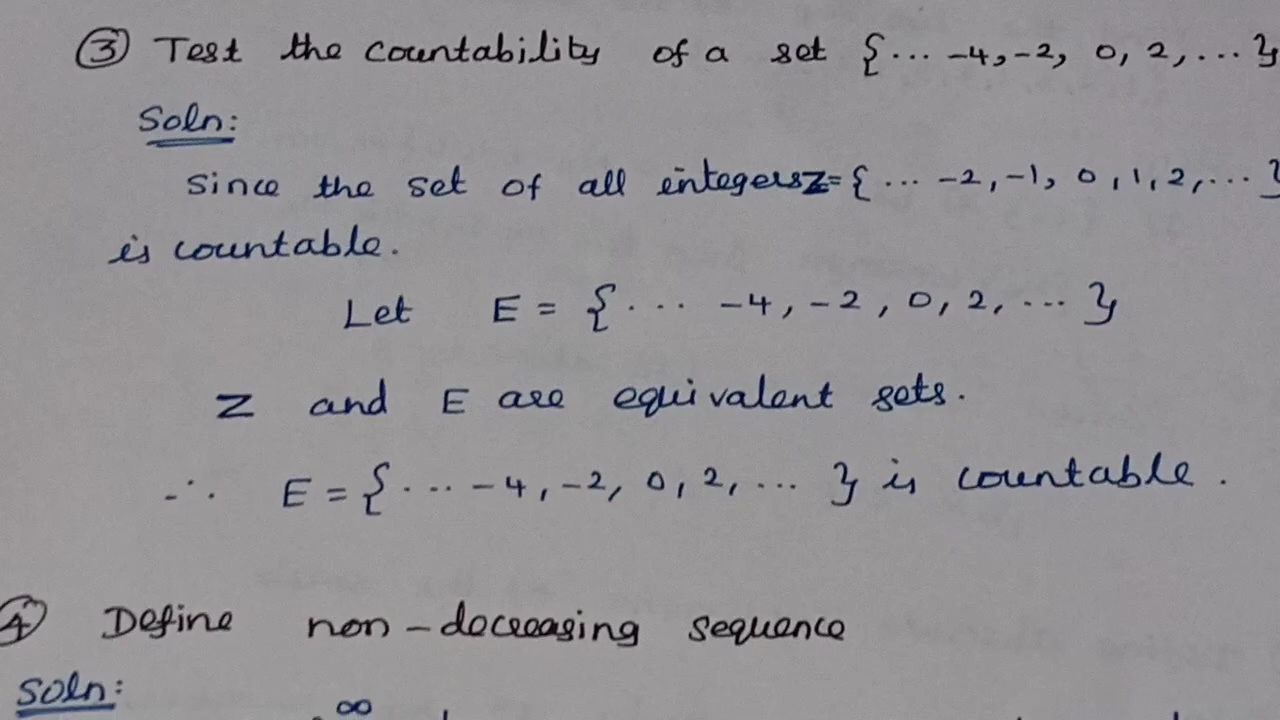 ③ Test the countability of a set {... -4, -2, 0, 2, ... }
Soln:
Since the set of all integers Z= { ... -2, -1, 0, 1, 2, ... }
is countable.
Let E = { ... -4, -2, 0, 2, ... }
Z and E are equivalent sets.
∴ E = { ... -4, -2, 0, 2, ... } is countable.
④ Define non-decreasing sequence
Soln:
∞